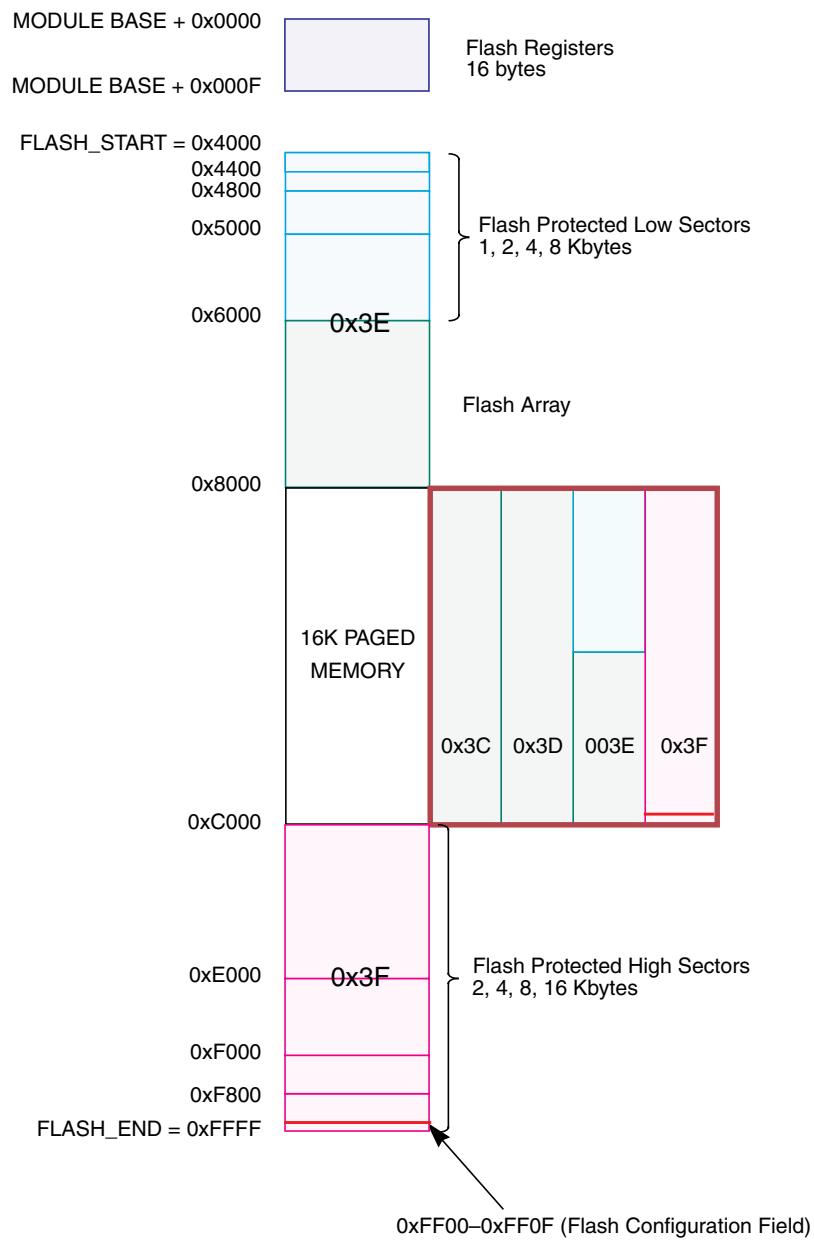 MODULE BASE + 0x0000
Flash Registers
16 bytes
MODULE BASE + 0x000F
FLASH_START = 0x4000
0x4400
0x4800
0x5000
Flash Protected Low Sectors
1, 2, 4, 8 Kbytes
0x6000
0x3E
Flash Array
0x8000
16K PAGED
MEMORY
0x3C
0x3D
003E
0x3F
0xC000
0xE000
0x3F
Flash Protected High Sectors
2, 4, 8, 16 Kbytes
0xF000
0xF800
FLASH_END = 0xFFFF
0xFF00–0xFF0F (Flash Configuration Field)